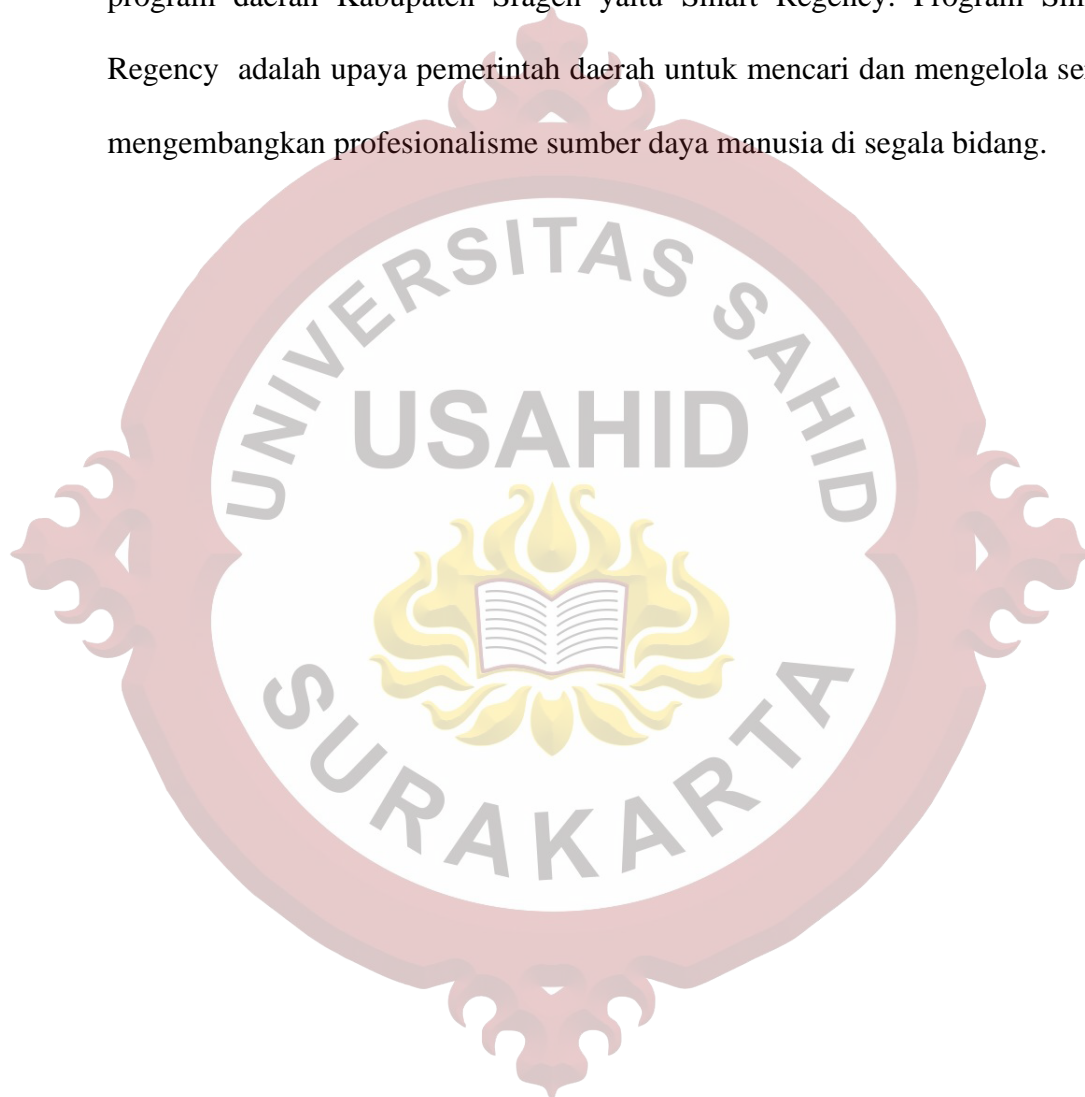 program daerah Kabupaten Sragen yaitu Smart Regency. Program
Regency adalah upaya pemerintah daerah untuk mencari dan mengelola
mengembangkan profesionalisme sumber daya manusia di segala bidang.
UNIVERSITAS SAHID
USAHID
SURAKARTA